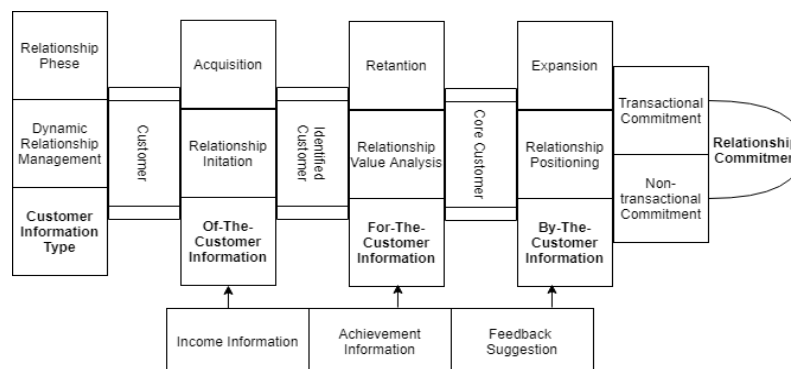 Relationship
Phese
Dynamic
Relationship
Management
Customer
Information
Type
Customer
Acquisition
Relationship
Initation
Of-The-
Customer
Information
Identified
Customer
Retantion
Relationship
Value Analysis
For-The-
Customer
Information
Core Customer
Expansion
Relationship
Positioning
By-The-
Customer
Information
Transactional
Commitment
Non-
transactional
Commitment
Relationship
Commitment
Income Information
Achievement
Information
Feedback
Suggestion